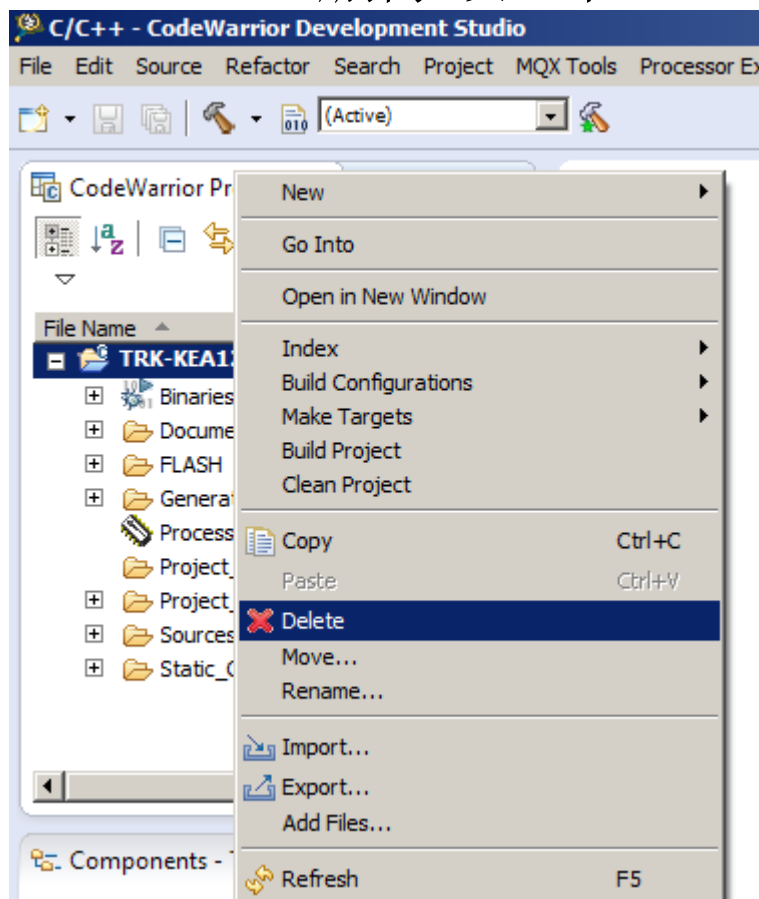 C/C++ - CodeWarrior Development Studio
File Edit Source Refactor Search Project MQX Tools Processor Ex
010 (Active)
CodeWarrior Pr
File Name
TRK-KEA12
Binaries
Docume
FLASH
Generat
Process
Project_
Project_
Sources
Static_C
New
Go Into
Open in New Window
Index
Build Configurations
Make Targets
Build Project
Clean Project
Copy Ctrl+C
Paste Ctrl+V
Delete
Move...
Rename...
Import...
Export...
Add Files...
Refresh F5
Components -